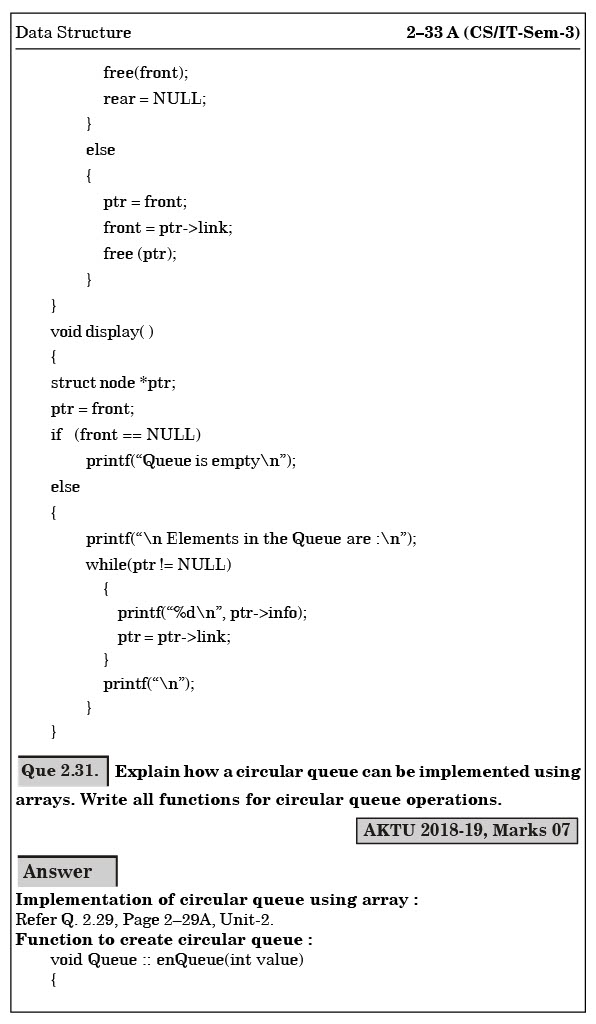 Data Structure 2–33 A (CS/IT-Sem-3)
free(front);
rear = NULL;
}
else
{
ptr = front;
front = ptr->link;
free (ptr);
}
}
void display( )
{
struct node *ptr;
ptr = front;
if (front == NULL)
printf(“Queue is empty\n”);
else
{
printf(“\n Elements in the Queue are :\n”);
while(ptr != NULL)
{
printf(“%d\n”, ptr->info);
ptr = ptr->link;
}
printf(“\n”);
}
}
Que 2.31. Explain how a circular queue can be implemented using
arrays. Write all functions for circular queue operations.
AKTU 2018-19, Marks 07
Answer
Implementation of circular queue using array :
Refer Q. 2.29, Page 2–29A, Unit-2.
Function to create circular queue :
void Queue :: enQueue(int value)
{